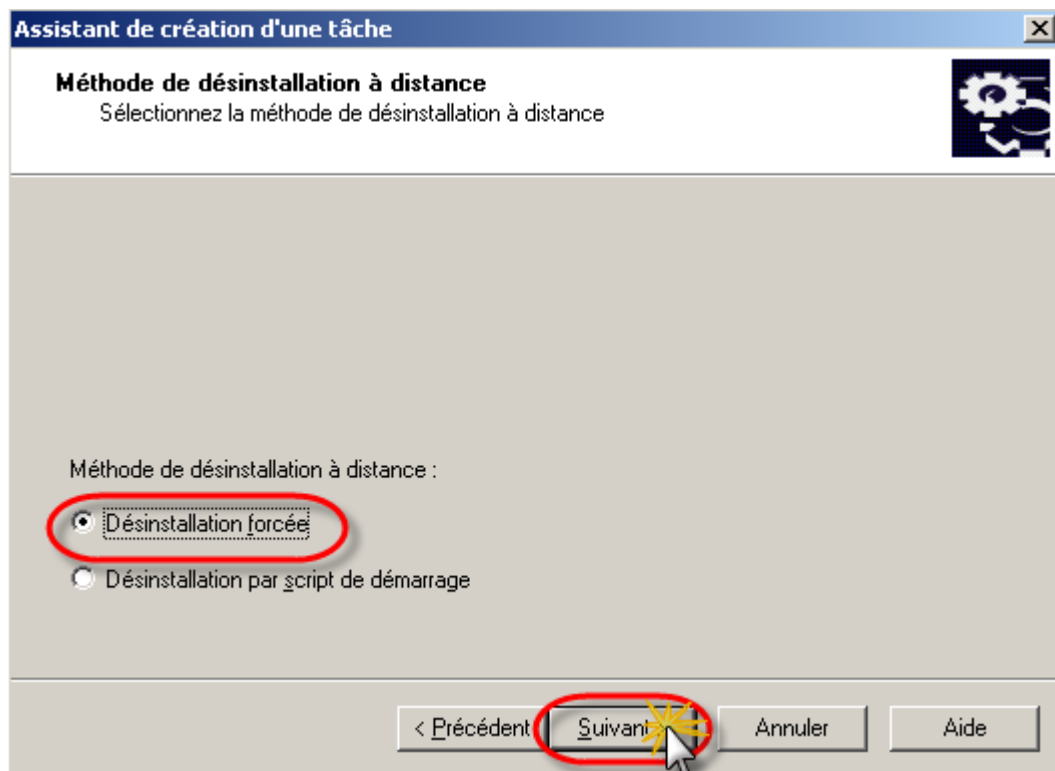 Assistant de création d'une tâche
Méthode de désinstallation à distance
Sélectionnez la méthode de désinstallation à distance
Méthode de désinstallation à distance :
Désinstallation forcée
Désinstallation par script de démarrage
< Précédent
Suivant
Annuler
Aide